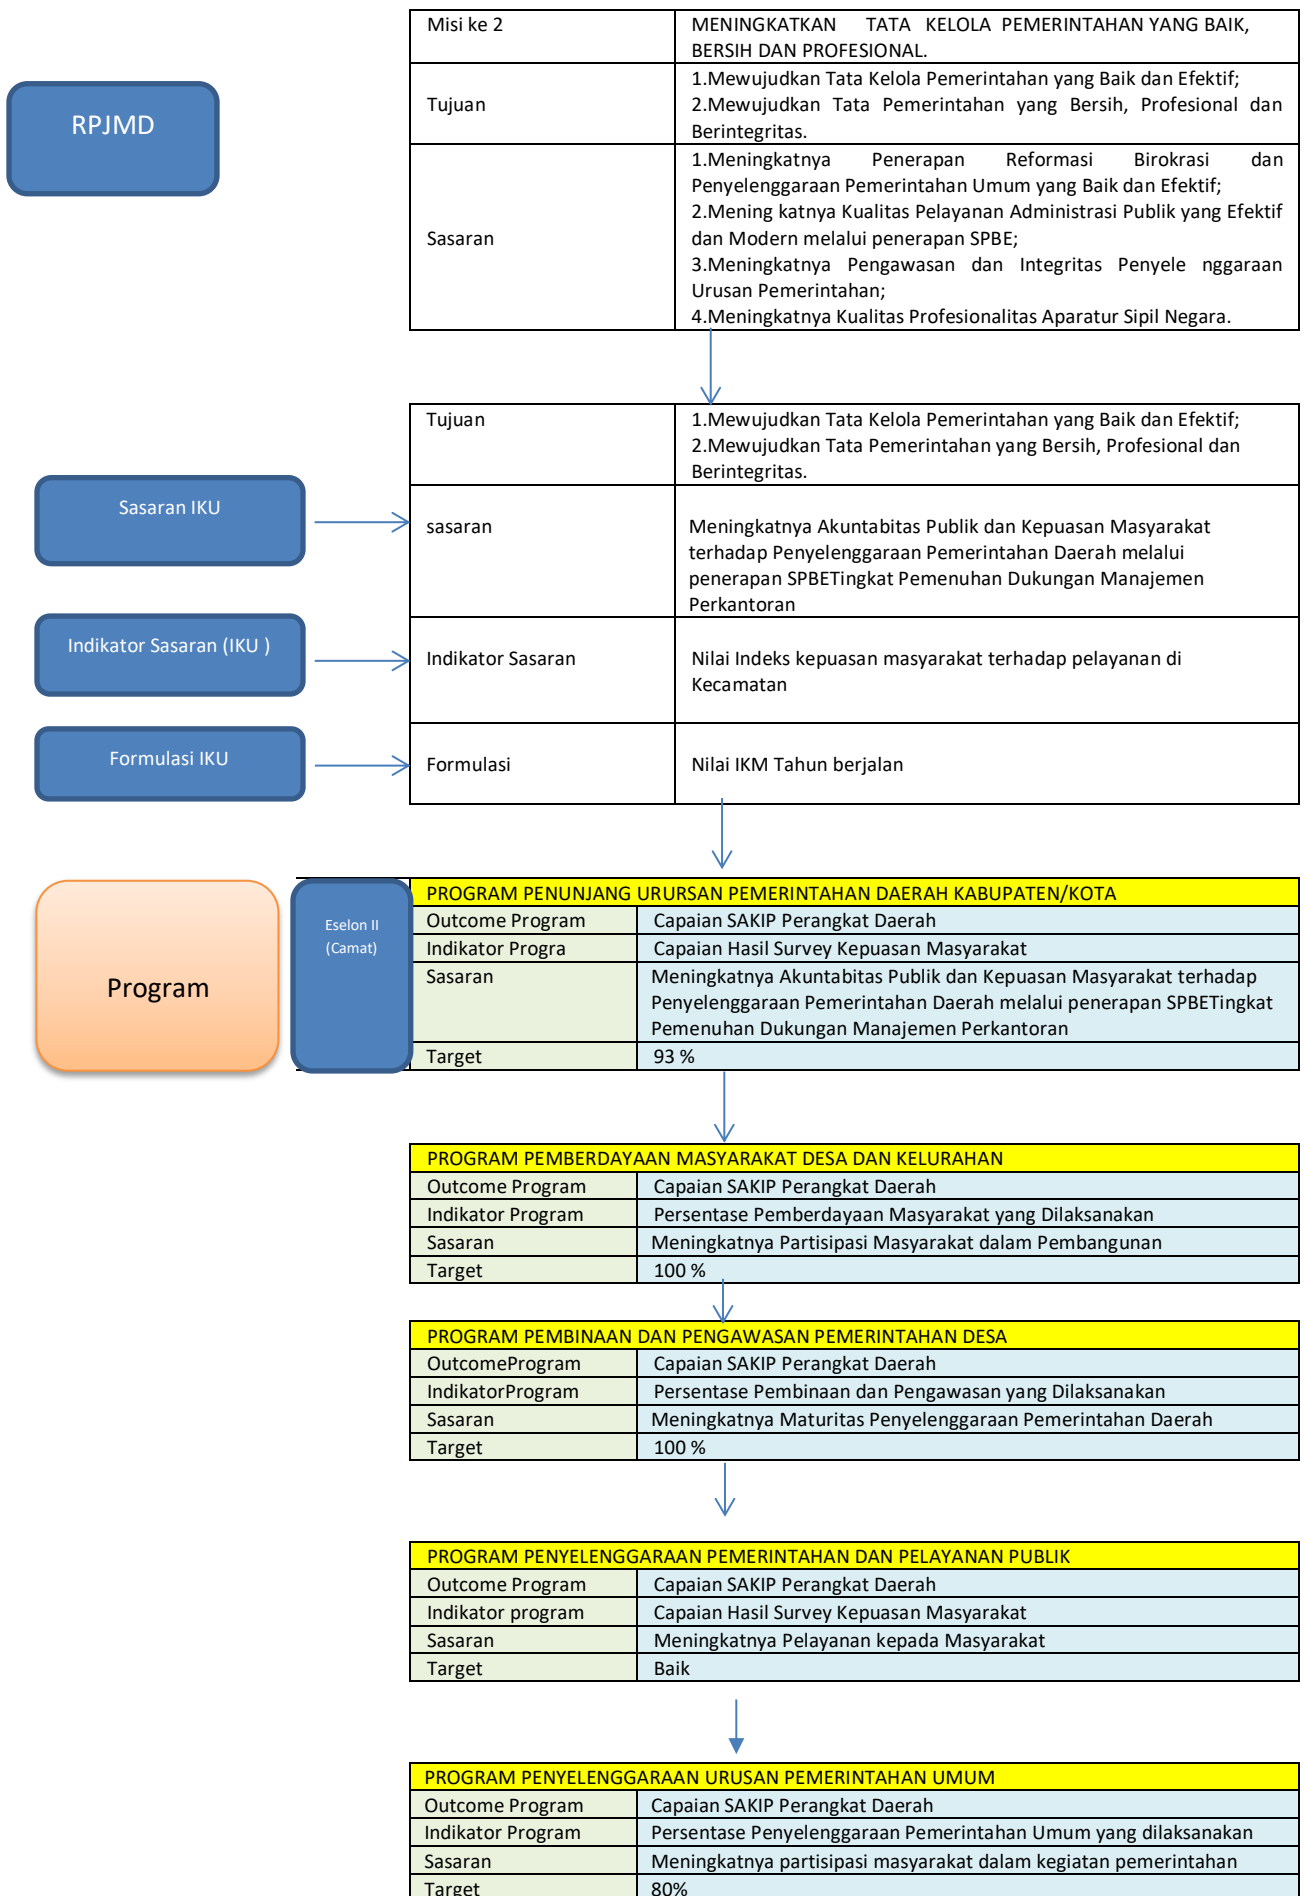 Misi ke 2
MENINGKATKAN TATA KELOLA PEMERINTAHAN YANG BAIK,
BERSIH DAN PROFESIONAL.
RPJMD
Tujuan
1.Mewujudkan Tata Kelola Pemerintahan yang Baik dan Efektif;
2.Mewujudkan Tata Pemerintahan yang Bersih, Profesional dan
Berintegritas.
Sasaran
1.Meningkatnya Penerapan Reformasi Birokrasi dan
Penyelenggaraan Pemerintahan Umum yang Baik dan Efektif;
2.Mening katnya Kualitas Pelayanan Administrasi Publik yang Efektif
dan Modern melalui penerapan SPBE;
3.Meningkatnya Pengawasan dan Integritas Penyele nggaraan
Urusan Pemerintahan;
4.Meningkatnya Kualitas Profesionalitas Aparatur Sipil Negara.
Tujuan
1.Mewujudkan Tata Kelola Pemerintahan yang Baik dan Efektif;
2.Mewujudkan Tata Pemerintahan yang Bersih, Profesional dan
Berintegritas.
Sasaran IKU
sasaran
Meningkatnya Akuntabitas Publik dan Kepuasan Masyarakat
terhadap Penyelenggaraan Pemerintahan Daerah melalui
penerapan SPBETingkat Pemenuhan Dukungan Manajemen
Perkantoran
Indikator Sasaran (IKU )
Indikator Sasaran
Nilai Indeks kepuasan masyarakat terhadap pelayanan di
Kecamatan
Formulasi IKU
Formulasi
Nilai IKM Tahun berjalan
Program
Eselon II
(Camat)
PROGRAM PENUNJANG URURSAN PEMERINTAHAN DAERAH KABUPATEN/KOTA
Outcome Program
Capaian SAKIP Perangkat Daerah
Indikator Progra
Capaian Hasil Survey Kepuasan Masyarakat
Sasaran
Meningkatnya Akuntabitas Publik dan Kepuasan Masyarakat terhadap
Penyelenggaraan Pemerintahan Daerah melalui penerapan SPBETingkat
Pemenuhan Dukungan Manajemen Perkantoran
Target
93 %
PROGRAM PEMBERDAYAAN MASYARAKAT DESA DAN KELURAHAN
Outcome Program
Capaian SAKIP Perangkat Daerah
Indikator Program
Persentase Pemberdayaan Masyarakat yang Dilaksanakan
Sasaran
Meningkatnya Partisipasi Masyarakat dalam Pembangunan
Target
100 %
PROGRAM PEMBINAAN DAN PENGAWASAN PEMERINTAHAN DESA
OutcomeProgram
Capaian SAKIP Perangkat Daerah
IndikatorProgram
Persentase Pembinaan dan Pengawasan yang Dilaksanakan
Sasaran
Meningkatnya Maturitas Penyelenggaraan Pemerintahan Daerah
Target
100 %
PROGRAM PENYELENGGARAAN PEMERINTAHAN DAN PELAYANAN PUBLIK
Outcome Program
Capaian SAKIP Perangkat Daerah
Indikator program
Capaian Hasil Survey Kepuasan Masyarakat
Sasaran
Meningkatnya Pelayanan kepada Masyarakat
Target
Baik
PROGRAM PENYELENGGARAAN URUSAN PEMERINTAHAN UMUM
Outcome Program
Capaian SAKIP Perangkat Daerah
Indikator Program
Persentase Penyelenggaraan Pemerintahan Umum yang dilaksanakan
Sasaran
Meningkatnya partisipasi masyarakat dalam kegiatan pemerintahan
Target
80%